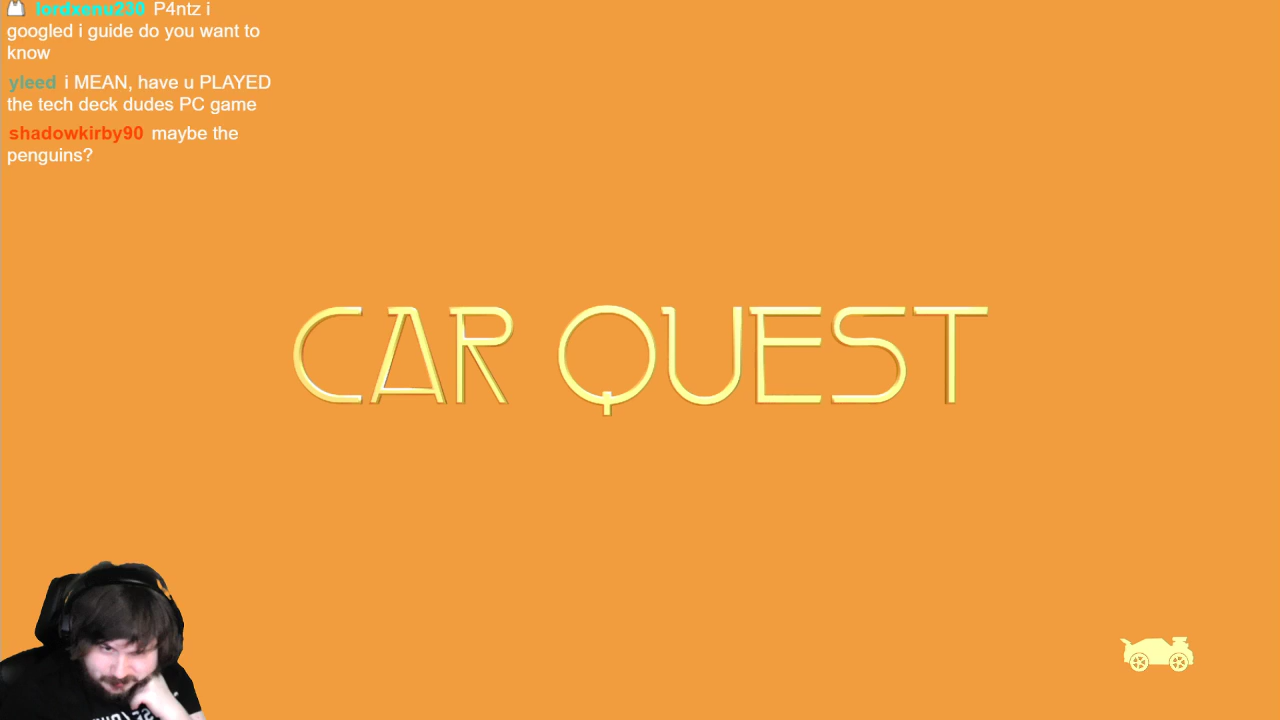 lordxenu230 P4ntz i
googled i guide do you want to
know
yleed i MEAN, have u PLAYED
the tech deck dudes PC game
shadowkirby90 maybe the
penguins?
CAR QUEST